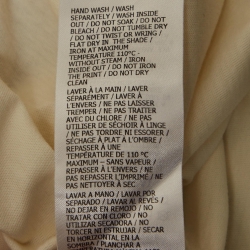 HAND WASH / WASH
SEPARATELY / WASH INSIDE
OUT / DO NOT SOAK / DO NOT
BLEACH / DO NOT TUMBLE DRY
/ DO NOT TWIST OR WRING /
FLAT DRY IN THE SHADE /
IRON AT MAXIMUM
TEMPERATURE 110°C -
WITHOUT STEAM / IRON
INSIDE OUT / DO NOT IRON
THE PRINT / DO NOT DRY
CLEAN
LAVER À LA MAIN / LAVER
SÉPARÉMENT / LAVER À
L'ENVERS / NE PAS LAISSER
TREMPER / NE PAS TRAITER
AVEC DU CHLORE / NE PAS
UTILISER DE SÉCHOIR À LINGE
/ NE PAS TORDRE NI ESSORER /
SÉCHAGE À PLAT À L'OMBRE /
REPASSER À UNE
TEMPÉRATURE DE 110 °C
MAXIMUM – SANS VAPEUR /
REPASSER À L'ENVERS / NE PAS
REPASSER L'IMPRIMÉ / NE PAS
NETTOYER À SEC
LAVAR A MANO / LAVAR POR
SEPARADO / LAVAR AL REVÉS /
NO DEJAR EN REMOJO / NO
TRATAR CON CLORO / NO
UTILIZAR SECADORA / NO
TORCER NI ESTRUJAR / SECAR
EN HORIZONTAL EN LA
SOMBRA / PLANCHAR A